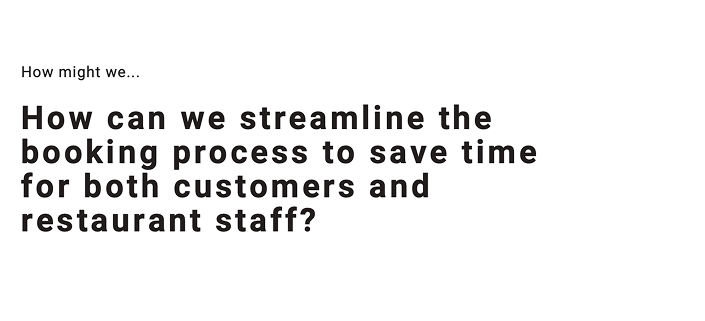 How might we...
How can we streamline the
booking process to save time
for both customers and
restaurant staff?